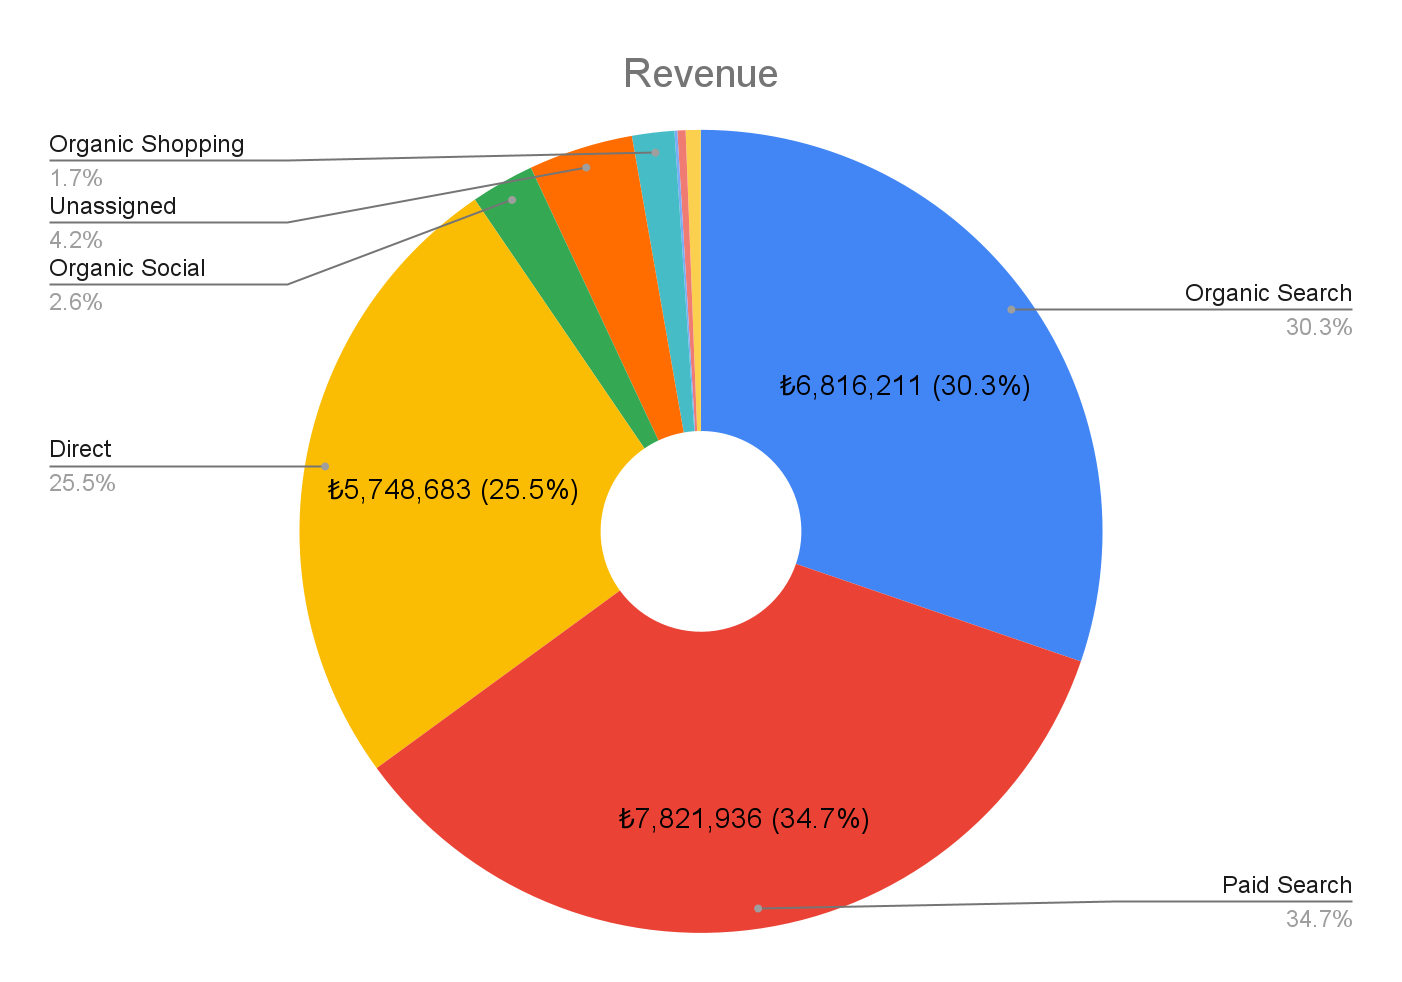 Revenue
Organic Shopping
1.7%
Unassigned
4.2%
Organic Social
2.6%
Direct
25.5%
Organic Search
30.3%
₺6,816,211 (30.3%)
₺5,748,683 (25.5%)
₺7,821,936 (34.7%)
Paid Search
34.7%